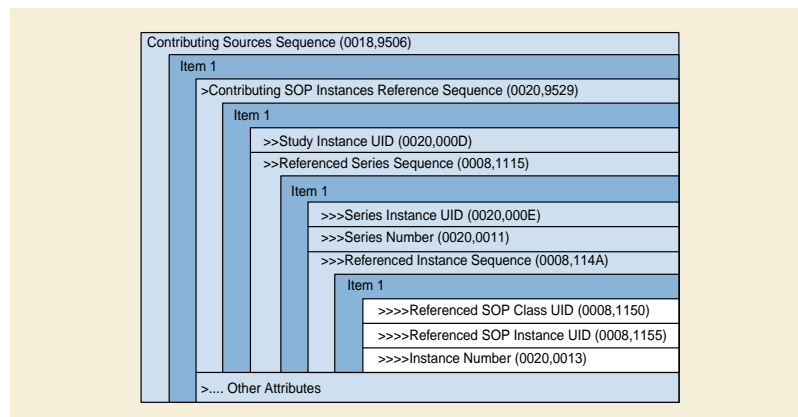 Contributing Sources Sequence (0018,9506)
Item 1
>Contributing SOP Instances Reference Sequence (0020,9529)
Item 1
>>Study Instance UID (0020,000D)
>>Referenced Series Sequence (0008,1115)
Item 1
>>>Series Instance UID (0020,000E)
>>>Series Number (0020,0011)
>>>Referenced Instance Sequence (0008,114A)
Item 1
>>>>Referenced SOP Class UID (0008,1150)
>>>>Referenced SOP Instance UID (0008,1155)
>>>>Instance Number (0020,0013)
>.... Other Attributes